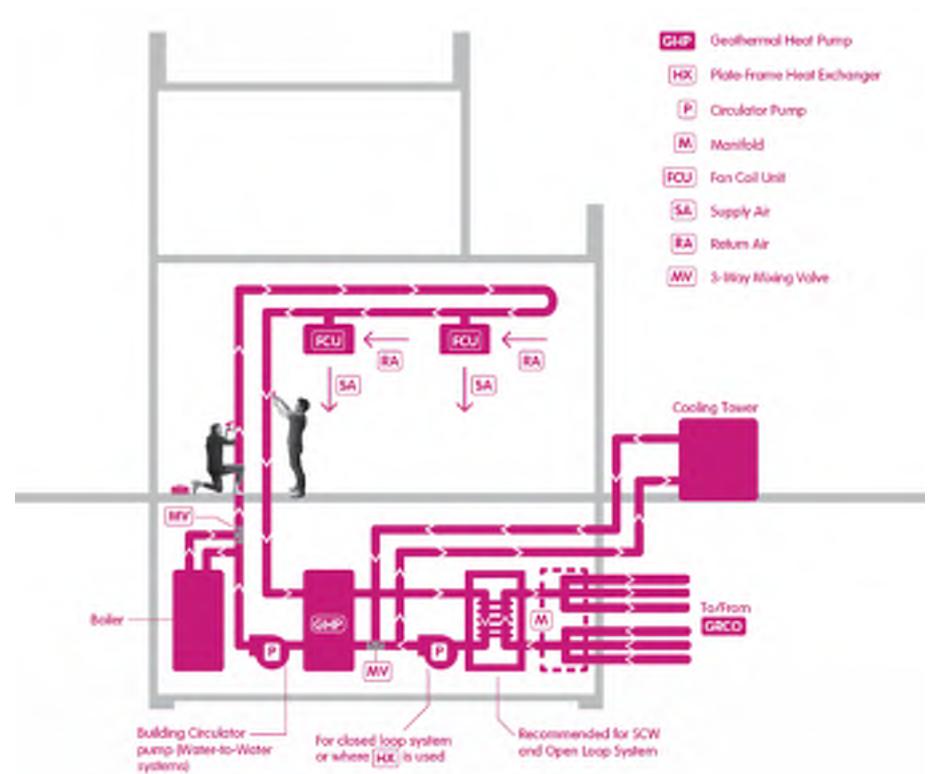 GHP Geothermal Heat Pump
HX Plate-Frame Heat Exchanger
P Circulator Pump
M Manifold
FCU Fan Coil Unit
SA Supply Air
RA Return Air
MV 3-Way Mixing Valve
FCU
FCU
RA
RA
SA
SA
Cooling Tower
MV
Boiler
GHP
P
MV
P
M
To/From
GRCO
Building Circulator
pump (Water-to-Water
systems)
For closed loop system
or where HX is used
Recommended for SCW
and Open Loop System